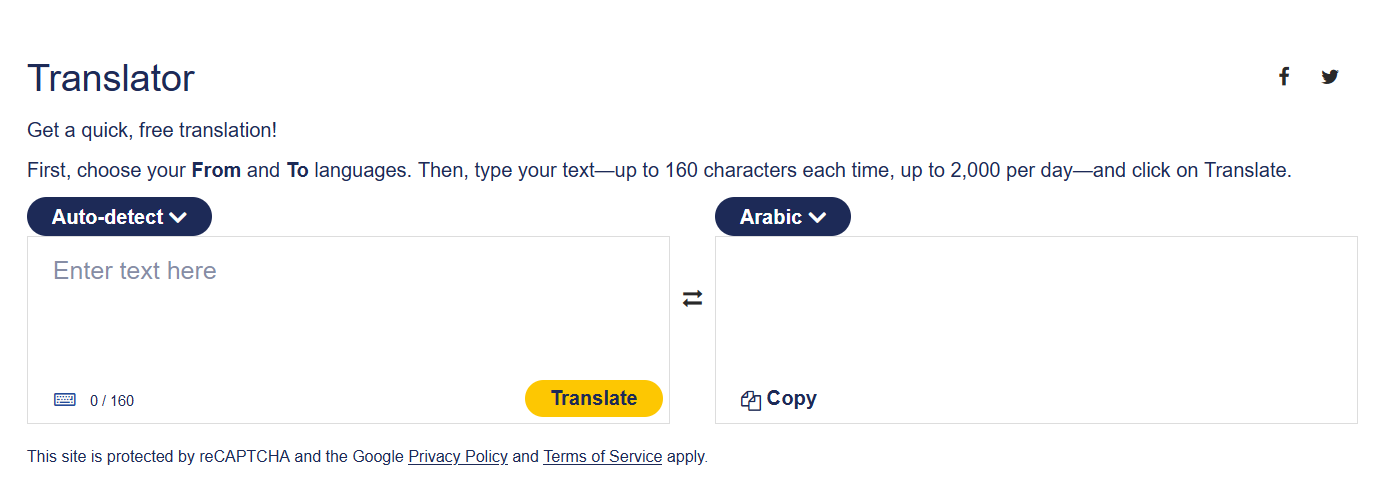 Translator
Get a quick, free translation!
First, choose your From and To languages. Then, type your text—up to 160 characters each time, up to 2,000 per day—and click on Translate.
Auto-detect
Arabic
Enter text here
0 / 160
Translate
Copy
This site is protected by reCAPTCHA and the Google Privacy Policy and Terms of Service apply.